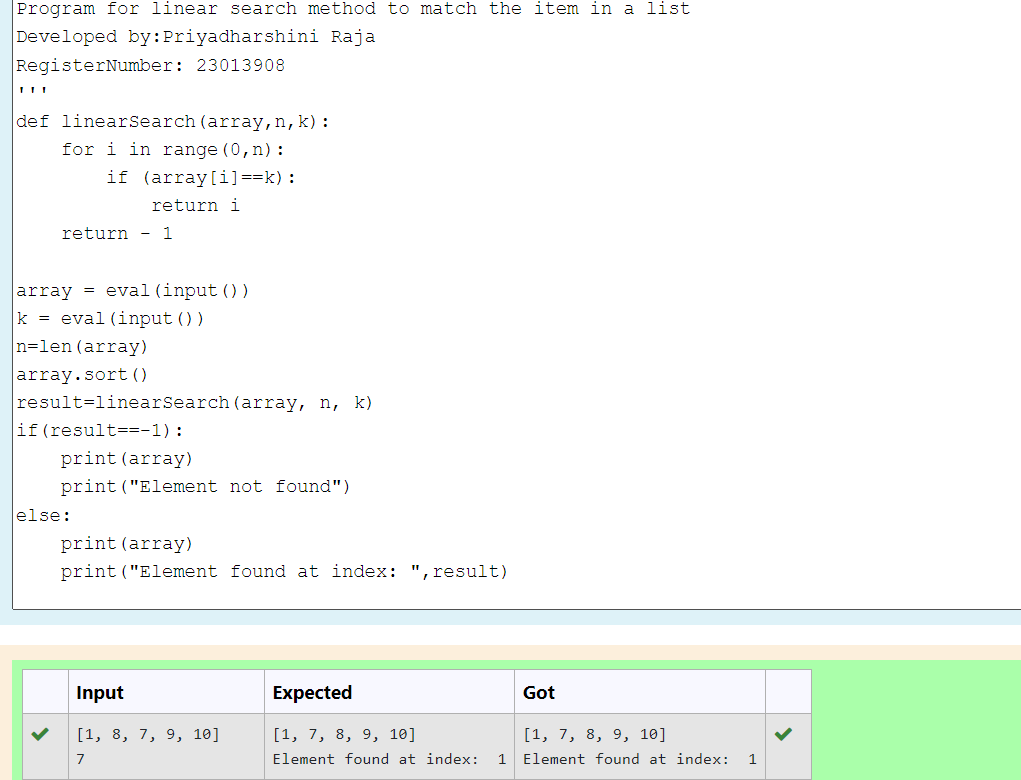 Program for linear search method to match the item in a list
Developed by:Priyadharshini Raja
RegisterNumber: 23013908
'''
def linearSearch(array,n,k):
    for i in range(0,n):
        if (array[i]==k):
            return i
    return - 1

array = eval(input())
k = eval(input())
n=len(array)
array.sort()
result=linearSearch(array, n, k)
if(result==-1):
    print(array)
    print("Element not found")
else:
    print(array)
    print("Element found at index: ",result)
Input Expected Got
[1, 8, 7, 9, 10] [1, 7, 8, 9, 10] [1, 7, 8, 9, 10]
7 Element found at index:  1 Element found at index:  1